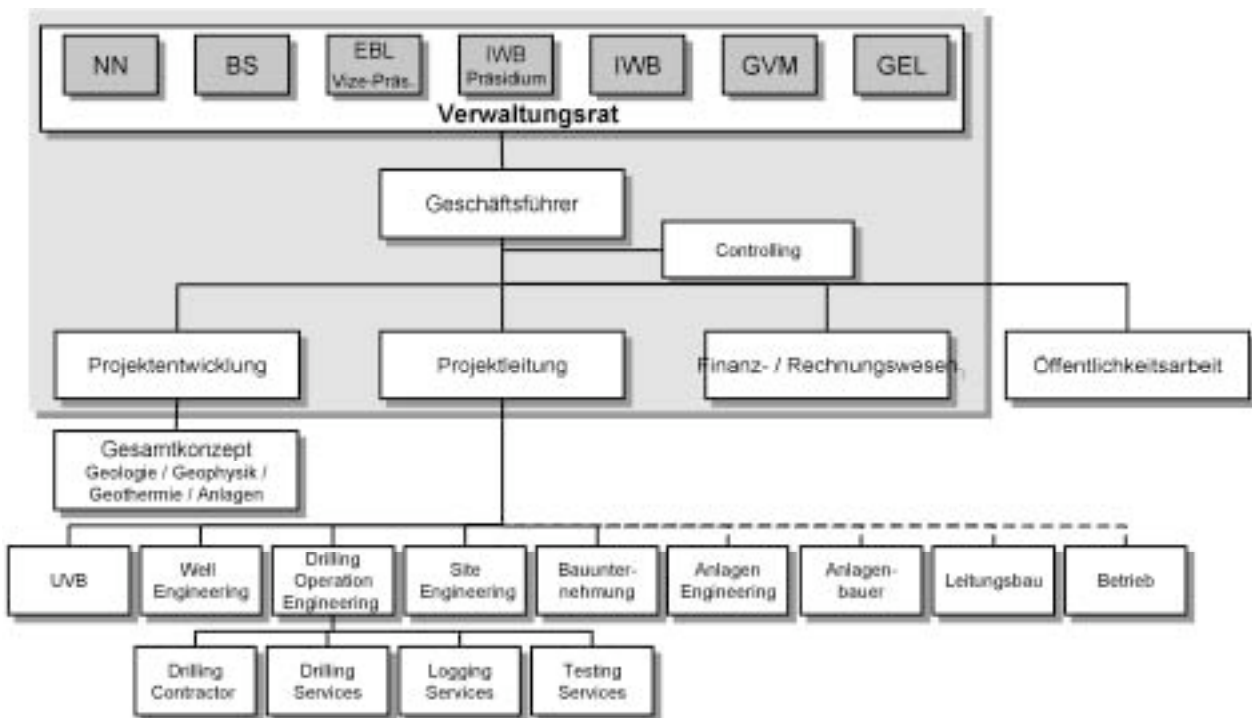 NN
BS
EBL
Vize-Präs.
IWB
Präsidium
IWB
GVM
GEL
Verwaltungsrat
Geschäftsführer
Controlling
Projektentwicklung
Projektleitung
Finanz- / Rechnungswesen
Öffentlichkeitsarbeit
Gesamtkonzept
Geologie / Geophysik /
Geothermie / Anlagen
UVB
Well
Engineering
Drilling
Operation
Engineering
Site
Engineering
Bauunter-
nehmung
Anlagen
Engineering
Anlagen-
bauer
Leitungsbau
Betrieb
Drilling
Contractor
Drilling
Services
Logging
Services
Testing
Services